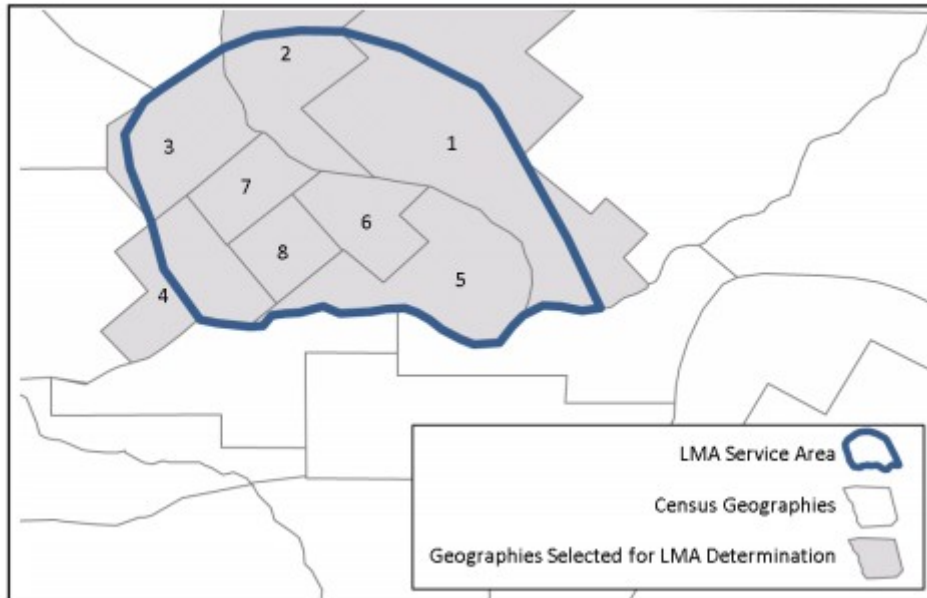 2
1
3
7
6
8
5
4
LMA Service Area
Census Geographies
Geographies Selected for LMA Determination